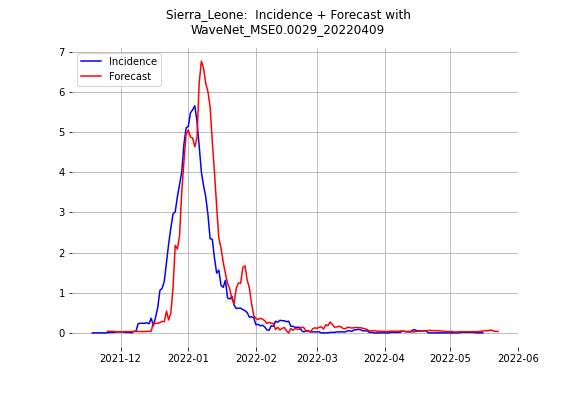 Sierra_Leone:  Incidence + Forecast with
WaveNet_MSE0.0029_20220409
Incidence
Forecast
7
6
5
4
3
2
1
0
2021-12 2022-01 2022-02 2022-03 2022-04 2022-05 2022-06